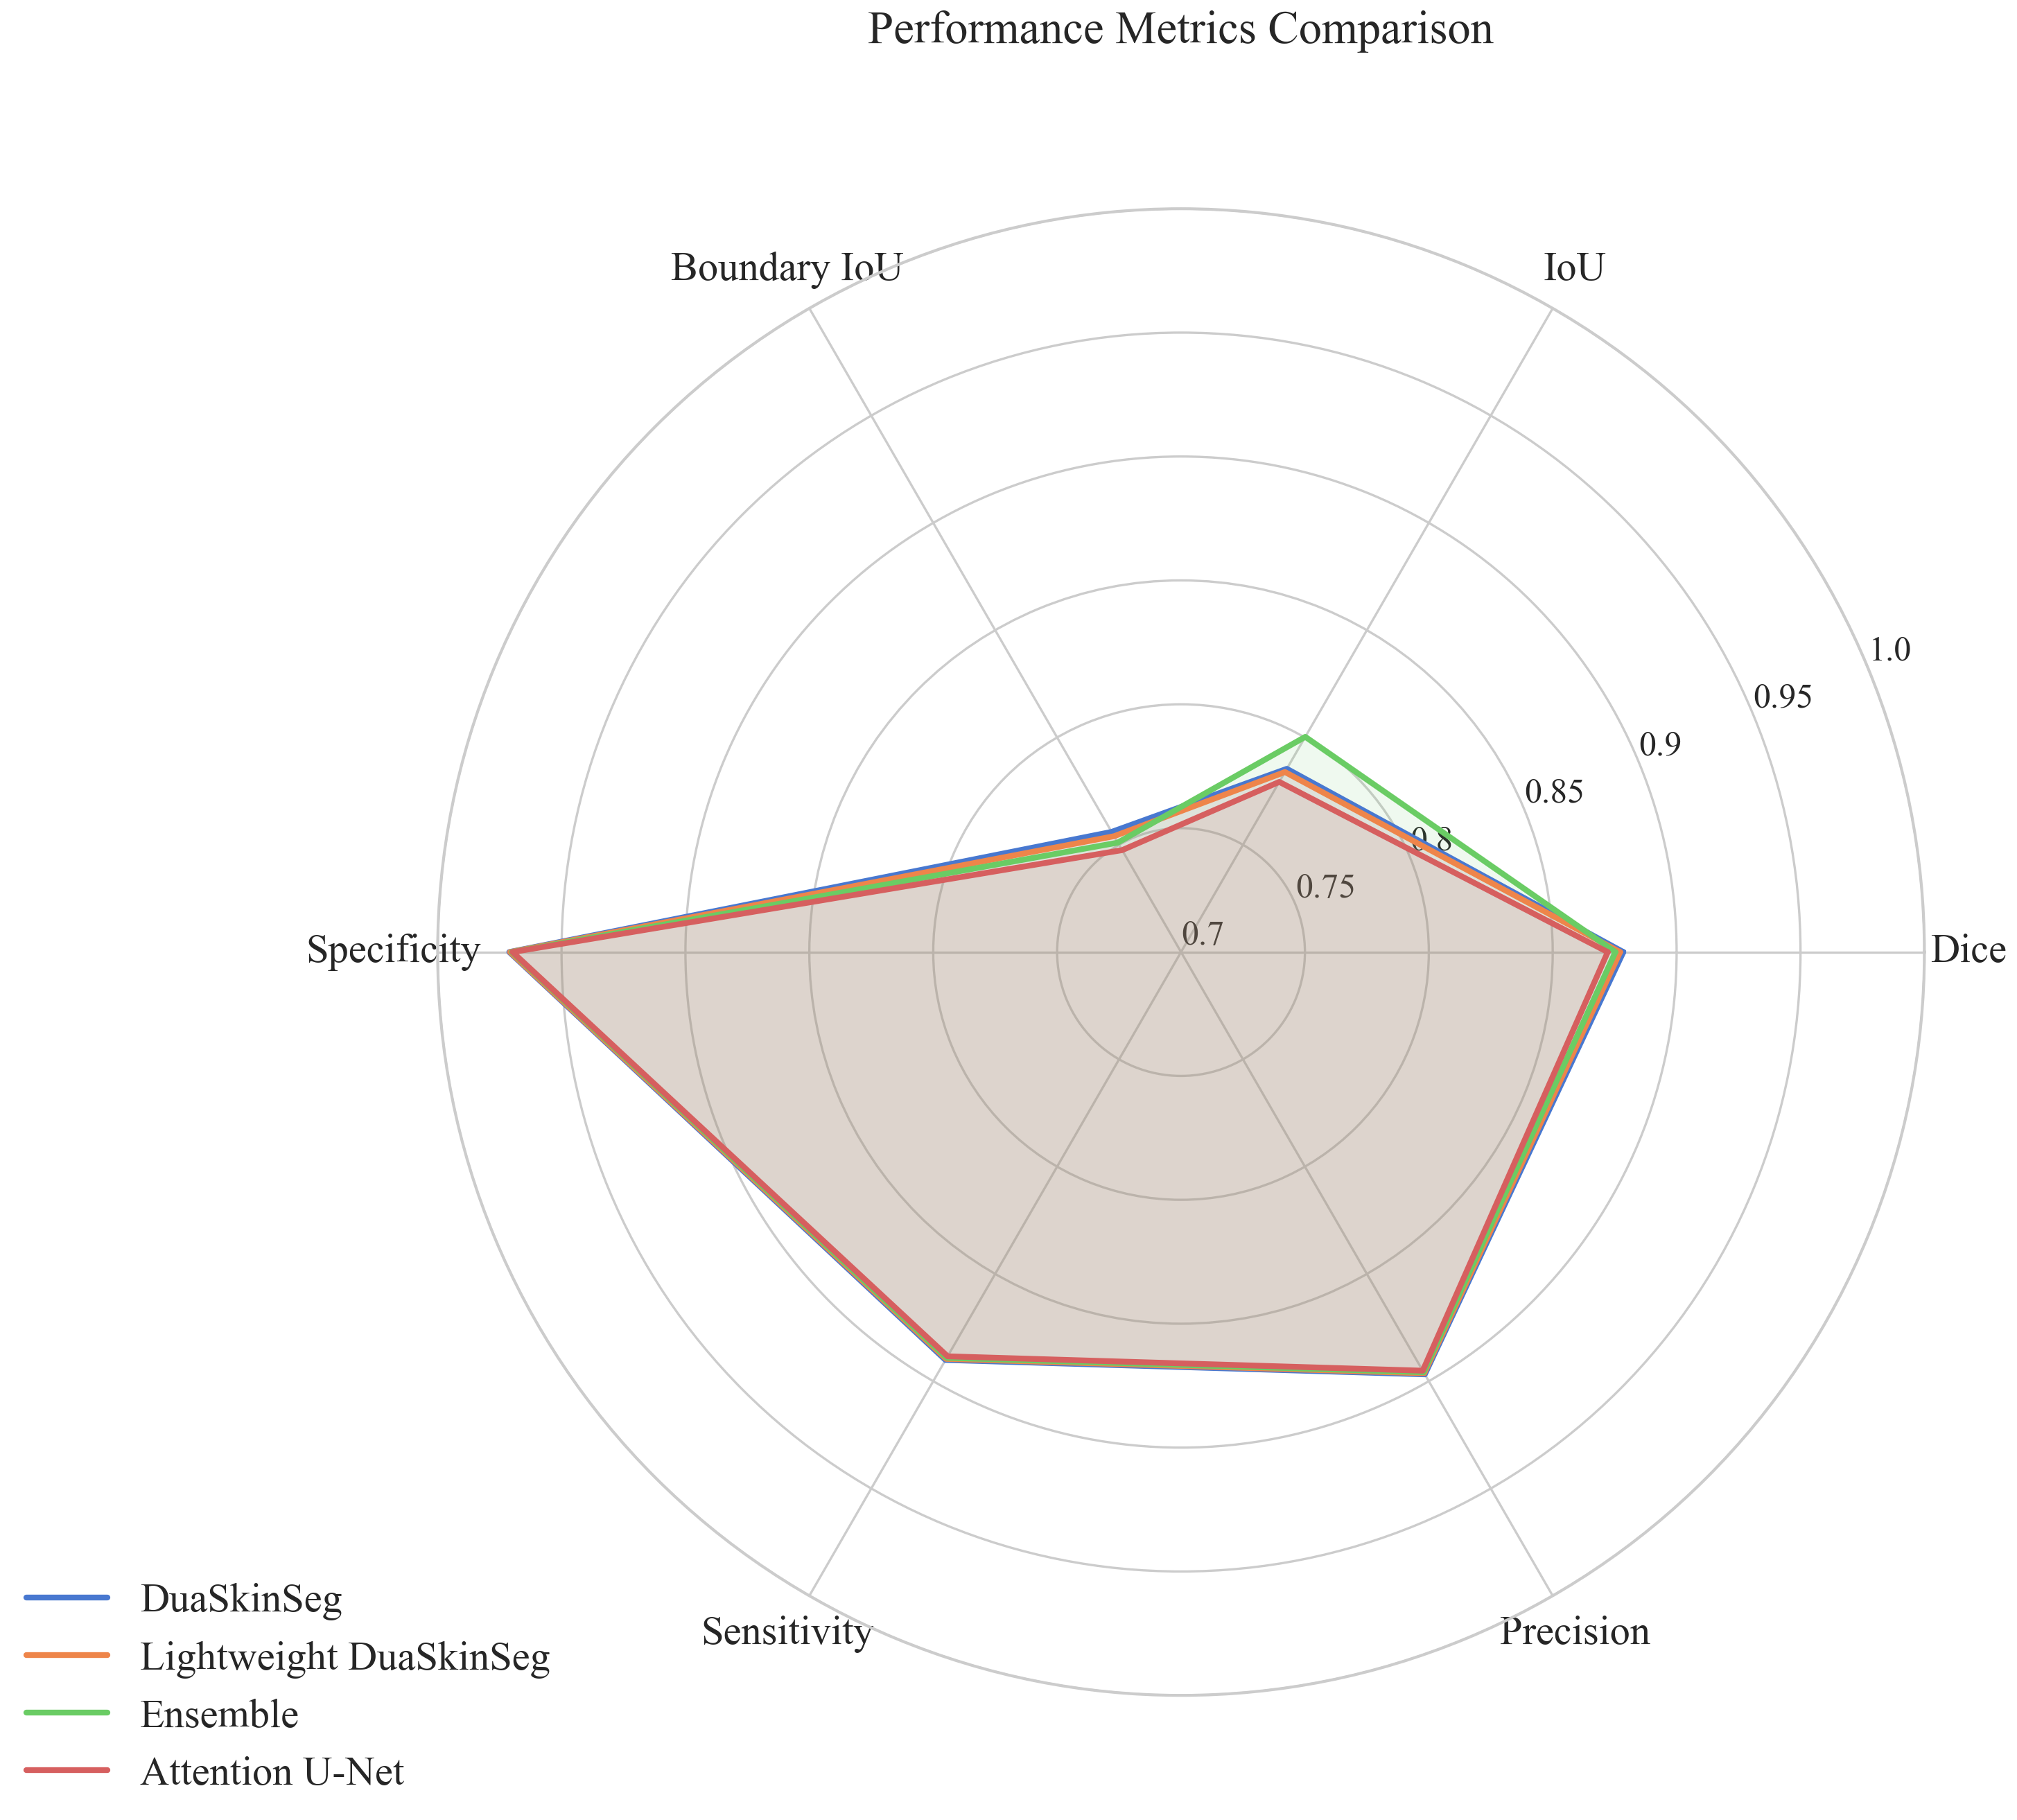 Performance Metrics Comparison
Boundary IoU
IoU
1.0
0.95
0.9
0.85
0.8
0.75
0.7
Specificity
Dice
Sensitivity
Precision
DuaSkinSeg
Lightweight DuaSkinSeg
Ensemble
Attention U-Net